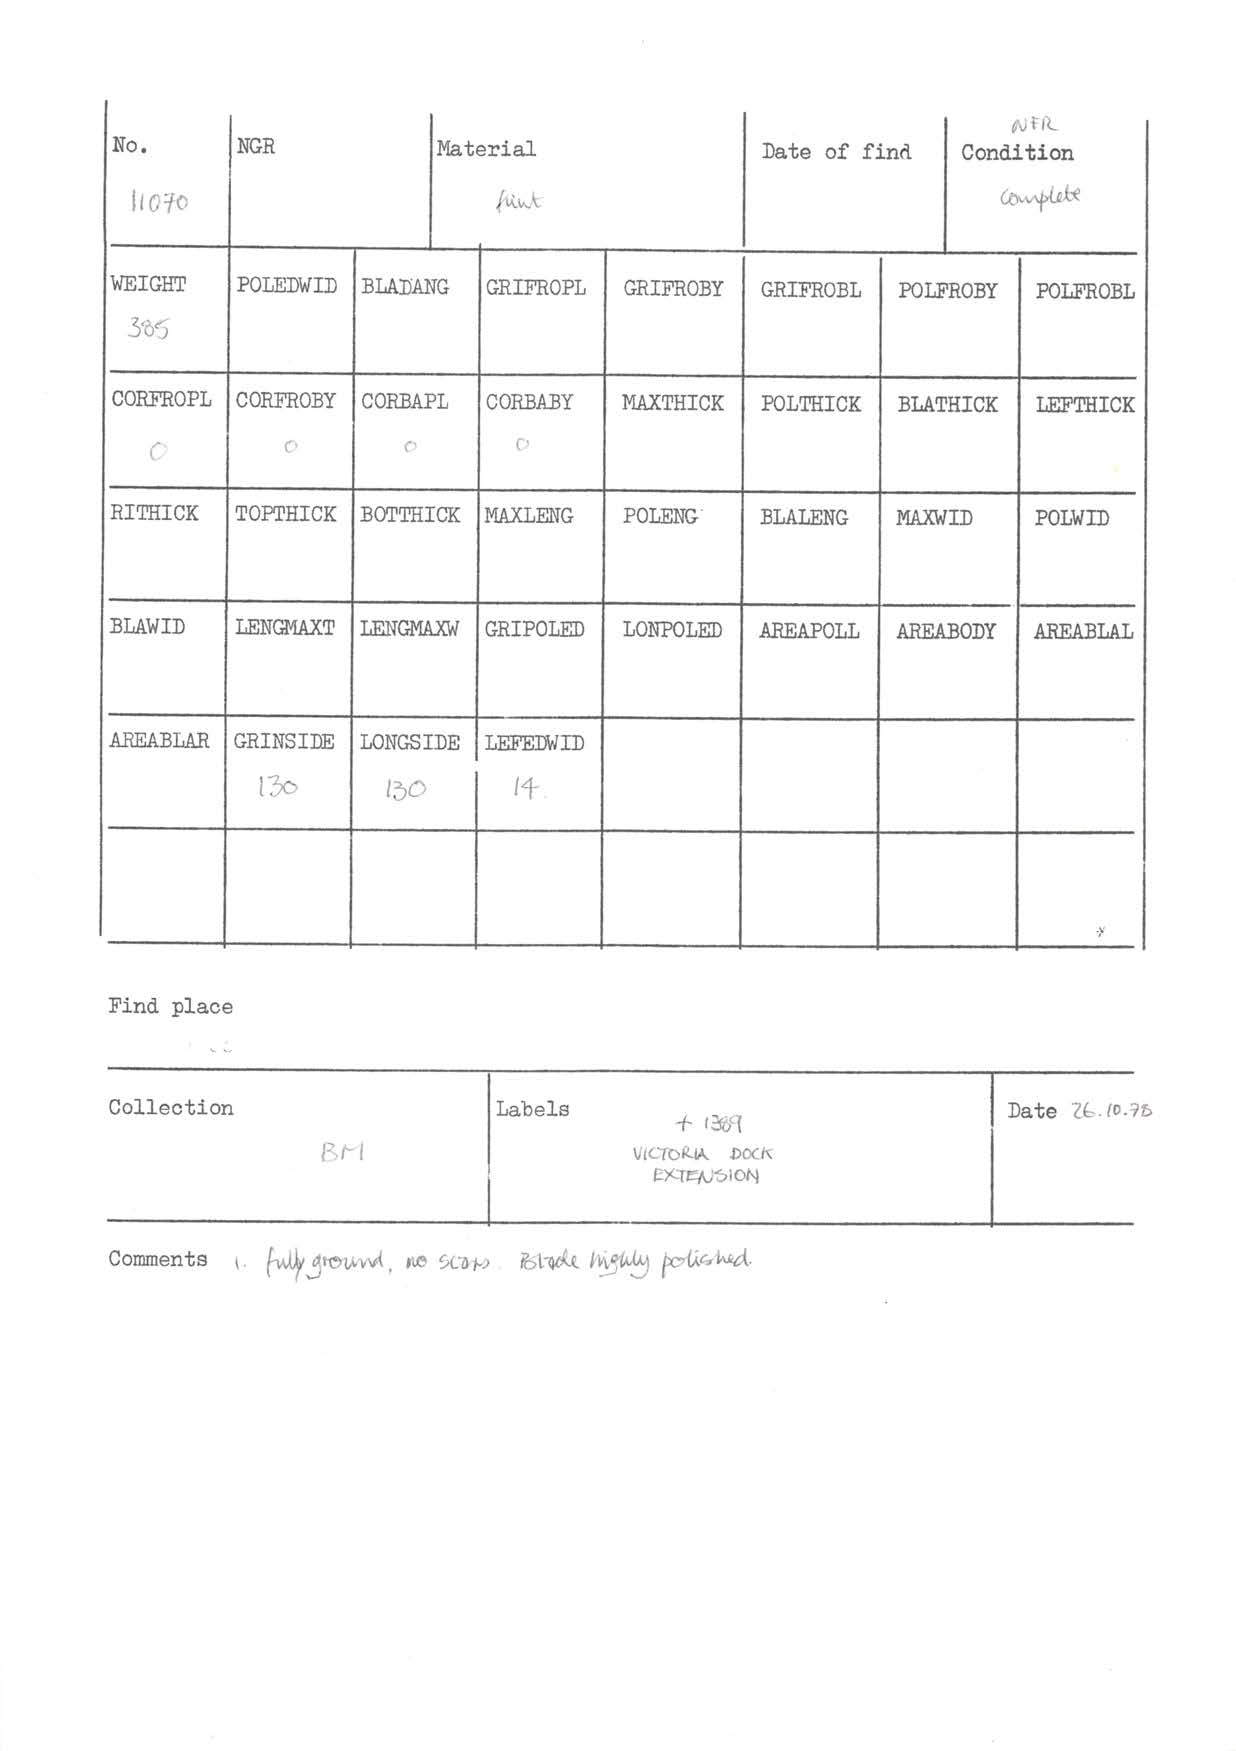 NFR
No. NGR Material Date of find Condition
11070 flint complete
WEIGHT POLEDWID BLADANG GRIFROPL GRIFROBY GRIFROBL POLFROBY POLFROBL
385
CORFROPL CORFROBY CORBAPL CORBABY MAXTHICK POLTHICK BLATHICK LEFTHICK
0 0 0 0
RITHICK TOPTHICK BOTTHICK MAXLENG POLENG BLALENG MAXWID POLWID
BLAWID LENGMAXT LENGMAXW GRIPOLED LONPOLED AREAPOLL AREABODY AREABLAL
AREABLAR GRINSIDE LONGSIDE LEFEDWID
130 130 14
Find place
Collection Labels Date 26.10.78
+ 1389
BM VICTORIA DOCK
EXTENSION
Comments 1. fully ground, no scars. Blade highly polished.